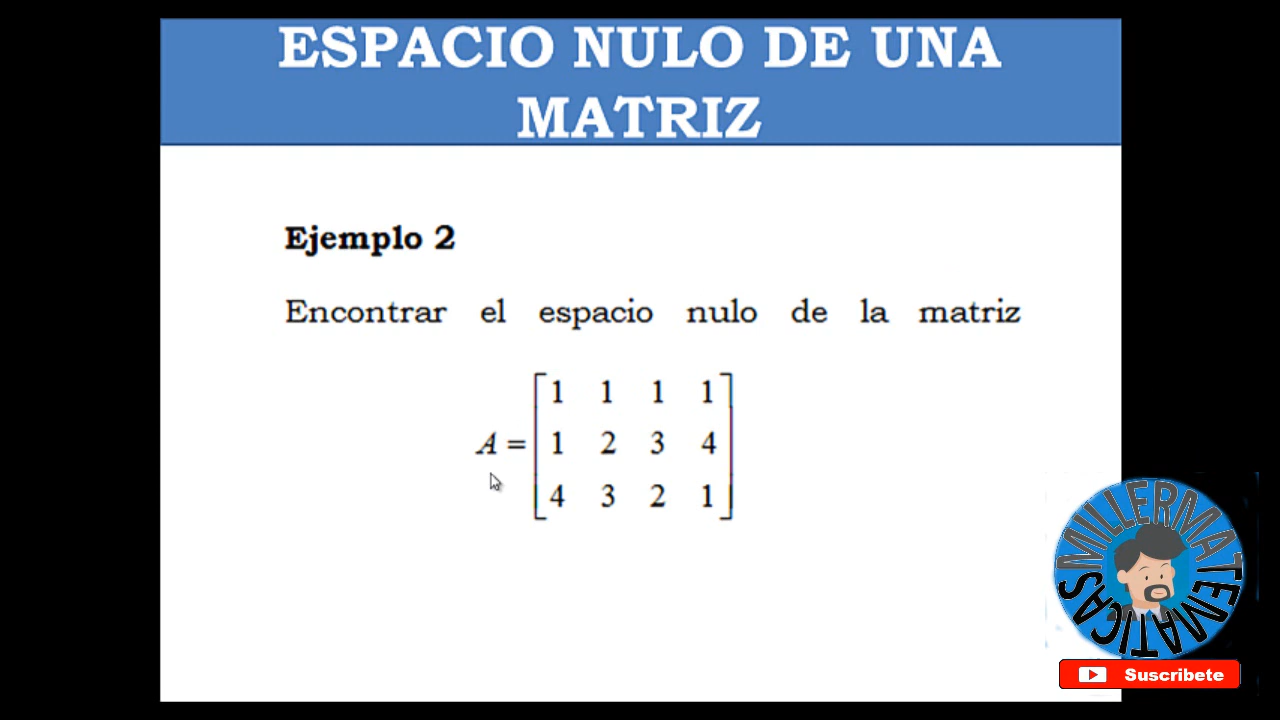 ESPACIO NULO DE UNA
MATRIZ
Ejemplo 2
Encontrar el espacio nulo de la matriz
1 1 1 1
A = 1 2 3 4
4 3 2 1
MILLERMATEMATICAS
Suscribete